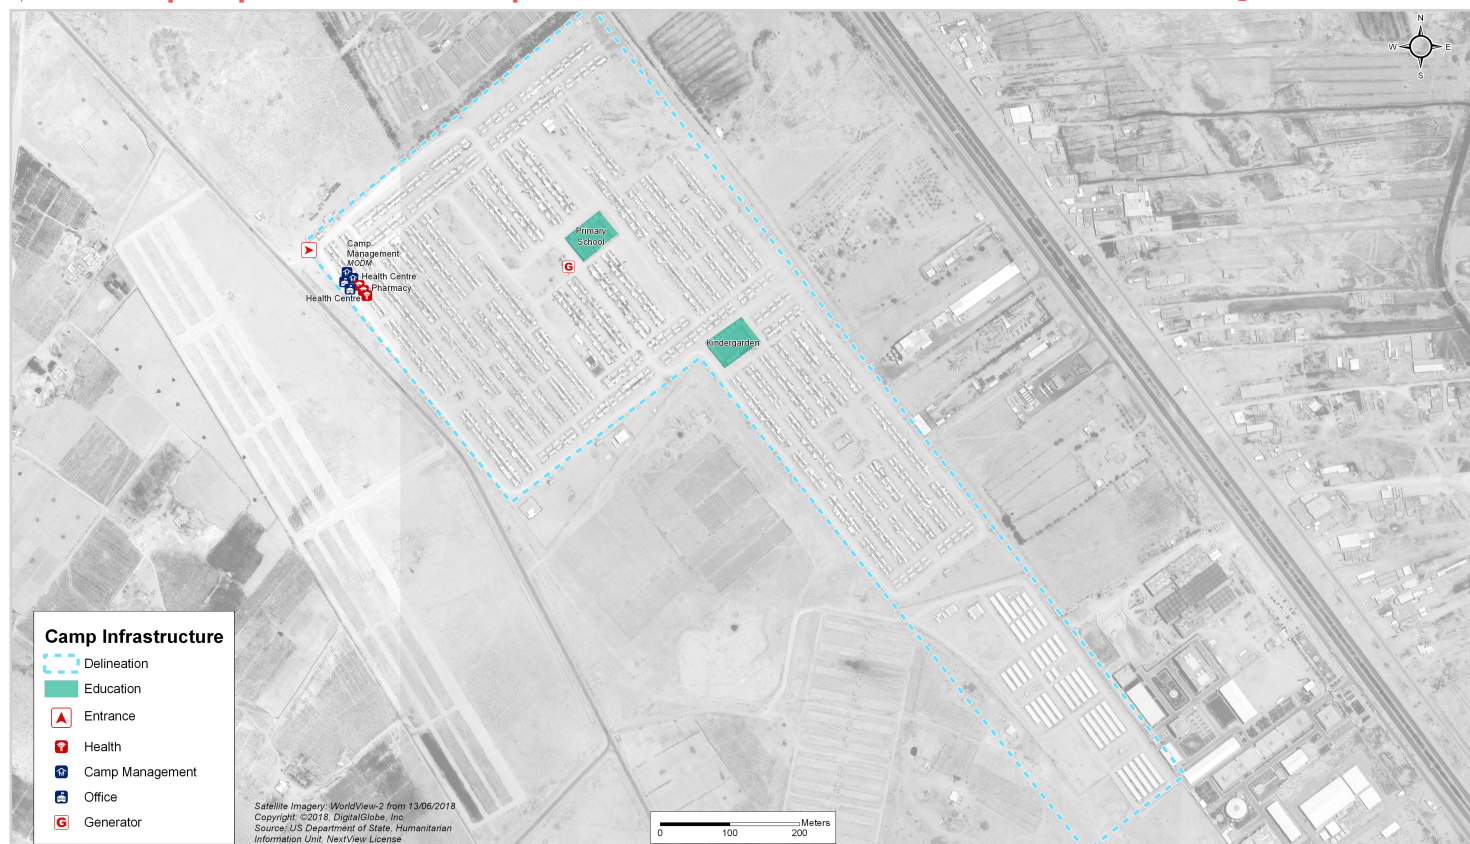 N
W
E
S
Camp
Management
MODM
Health Centre
Pharmacy
Health Centre
Primary
School
G
Kindergarden
Camp Infrastructure
Delineation
Education
Entrance
Health
Camp Management
Office
G
Generator
Satellite Imagery: WorldView-2 from 13/06/2018
Copyright: ©2018, DigitalGlobe, Inc
Source: US Department of State, Humanitarian
Information Unit, NextView License
Meters
0 100 200